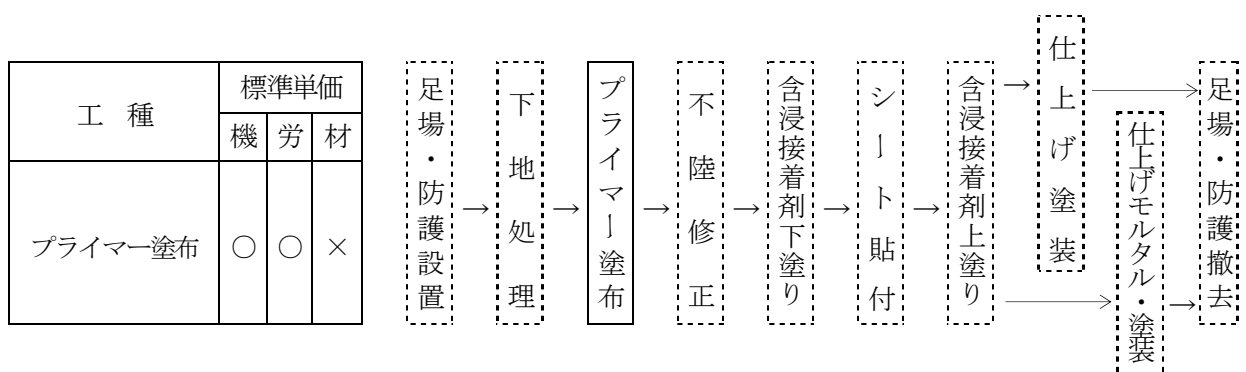 工 種
標準単価
機 労 材
プライマー塗布 ○ ○ ×
足場・防護設置
→
下地処理
→
プライマー塗布
→
不陸修正
→
含浸接着剤下塗り
→
シート貼付
→
含浸接着剤上塗り
→
仕上げ塗装
→
仕上げモルタル・塗装
→
足場・防護撤去